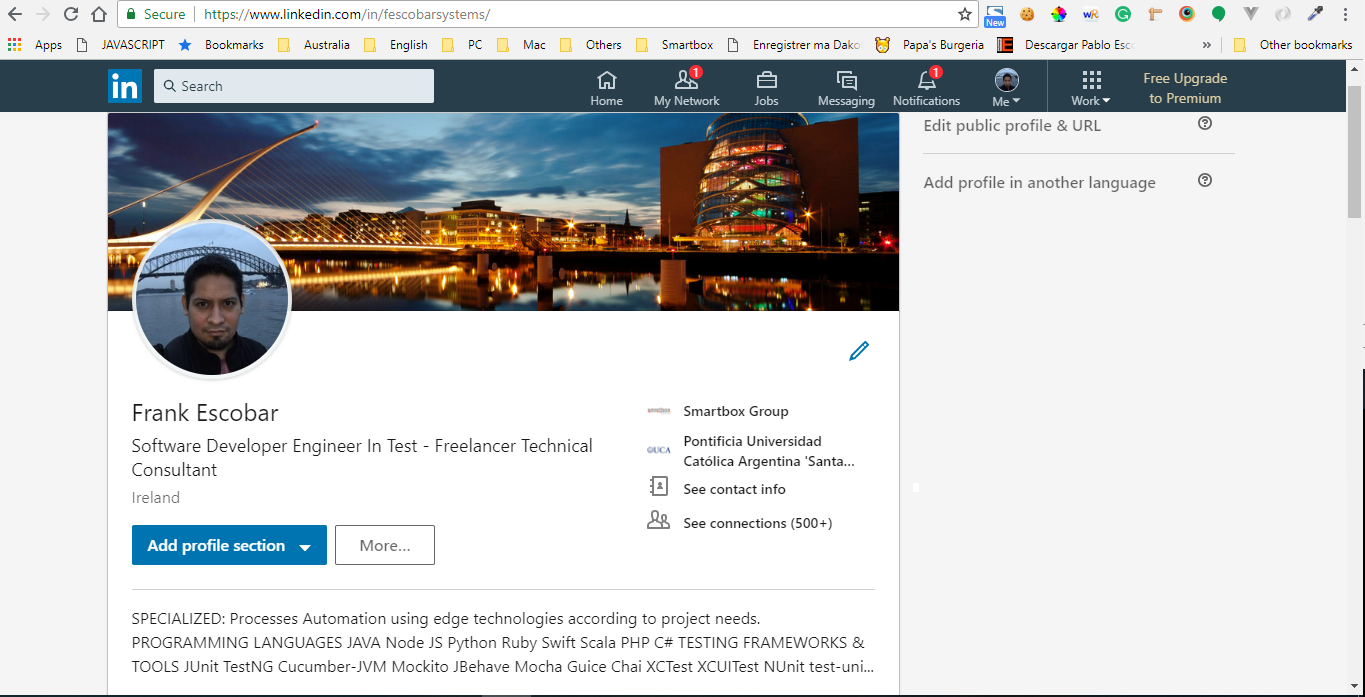 Secure https://www.linkedin.com/in/fescobarsystems/
New
Apps JAVASCRIPT Bookmarks Australia English PC Mac Others Smartbox Enregistrer ma Dako Papa's Burgeria Descargar Pablo Esc » Other bookmarks
in Search
1 1
Home My Network Jobs Messaging Notifications Me Work
Free Upgrade
to Premium
Edit public profile & URL
Add profile in another language
Frank Escobar
Software Developer Engineer In Test - Freelancer Technical
Consultant
Ireland
Smartbox Group
UCA
Pontificia Universidad
Católica Argentina 'Santa...
See contact info
See connections (500+)
Add profile section
More...
SPECIALIZED: Processes Automation using edge technologies according to project needs.
PROGRAMMING LANGUAGES JAVA Node JS Python Ruby Swift Scala PHP C# TESTING FRAMEWORKS &
TOOLS JUnit TestNG Cucumber-JVM Mockito JBehave Mocha Guice Chai XCTest XCUITest NUnit test-uni...